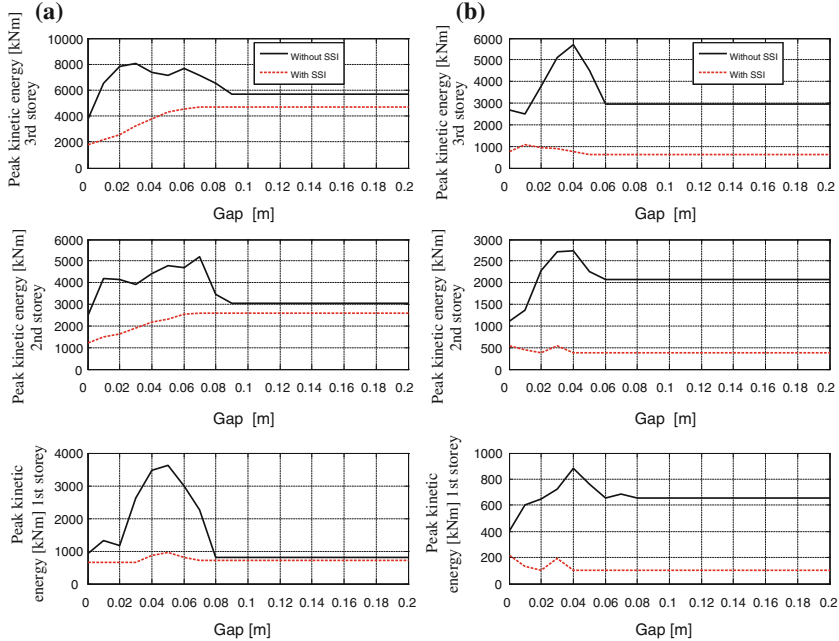 (a)
Peak kinetic energy [kNm]
3rd storey
10000
8000
6000
4000
2000
0
Without SSI
With SSI
0 0.02 0.04 0.06 0.08 0.1 0.12 0.14 0.16 0.18 0.2
Gap [m]
Peak kinetic energy [kNm]
2nd storey
6000
5000
4000
3000
2000
1000
0
0 0.02 0.04 0.06 0.08 0.1 0.12 0.14 0.16 0.18 0.2
Gap [m]
Peak kinetic
energy [kNm] 1st storey
4000
3000
2000
1000
0
0 0.02 0.04 0.06 0.08 0.1 0.12 0.14 0.16 0.18 0.2
Gap [m]
(b)
Peak kinetic energy [kNm]
3rd storey
6000
5000
4000
3000
2000
1000
0
Without SSI
With SSI
0 0.02 0.04 0.06 0.08 0.1 0.12 0.14 0.16 0.18 0.2
Gap [m]
Peak kinetic energy [kNm]
2nd storey
3000
2500
2000
1500
1000
500
0
0 0.02 0.04 0.06 0.08 0.1 0.12 0.14 0.16 0.18 0.2
Gap [m]
Peak kinetic
energy [kNm] 1st storey
1000
800
600
400
200
0
0 0.02 0.04 0.06 0.08 0.1 0.12 0.14 0.16 0.18 0.2
Gap [m]